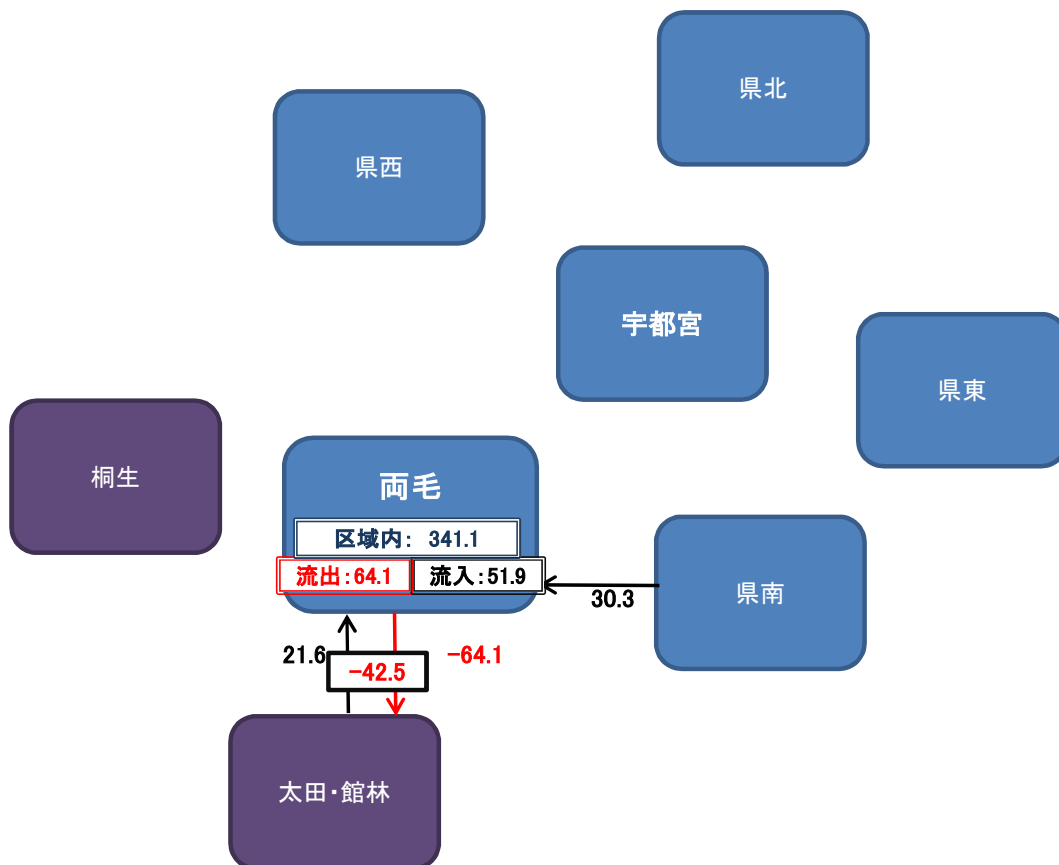 県北
県西
宇都宮
県東
桐生
両毛
区域内： 341.1
流出：64.1
流入：51.9
30.3
県南
21.6
-42.5
-64.1
太田・館林